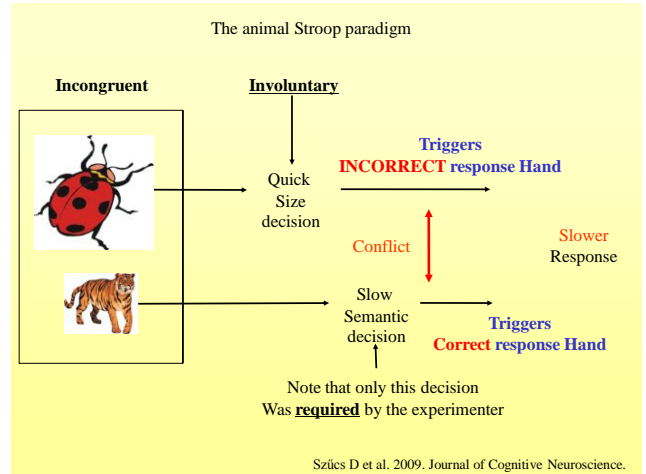 The animal Stroop paradigm
Incongruent
Involuntary
Triggers
INCORRECT response Hand
Quick
Size
decision
Conflict
Slower
Response
Slow
Semantic
decision
Triggers
Correct response Hand
Note that only this decision
Was required by the experimenter
Szűcs D et al. 2009. Journal of Cognitive Neuroscience.